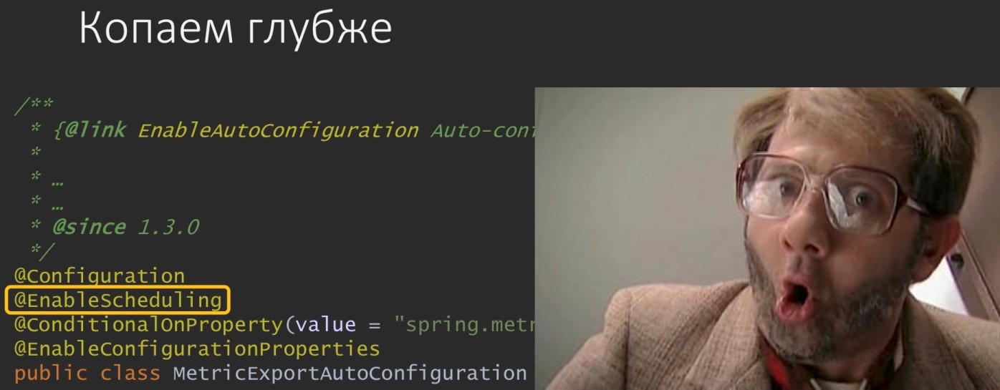 Копаем глубже
/**
* {@link EnableAutoConfiguration Auto-con
*
* …
* …
* @since 1.3.0
*/
@Configuration
@EnableScheduling
@ConditionalOnProperty(value = "spring.metr
@EnableConfigurationProperties
public class MetricExportAutoConfiguration